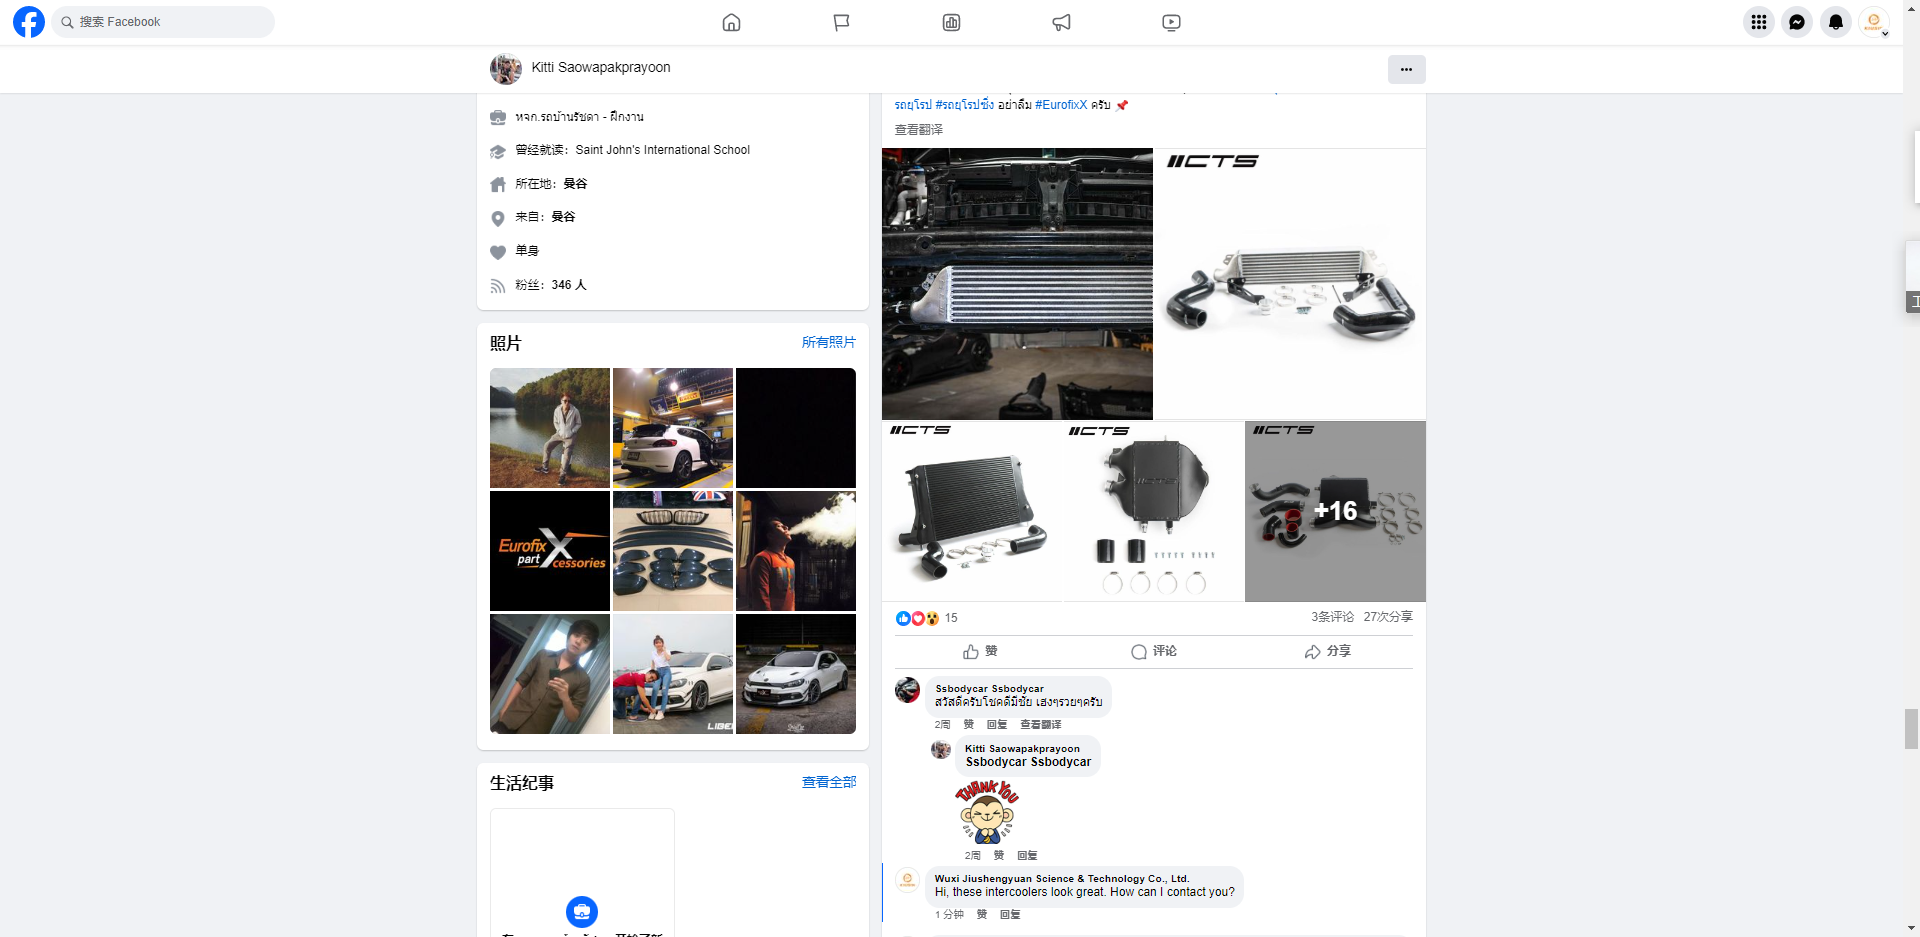 搜索 Facebook
Kitti Saowapakprayoon
หจก.รถบ้านรัชดา - ฝึกงาน
曾经就读：Saint John's International School
所在地：曼谷
来自：曼谷
单身
粉丝：346 人
照片
所有照片
Eurofix X
part Xcessories
LIBE
生活纪事
查看全部
รถยุโรป #รถยุโรปซิ่ง อย่าลืม #EurofixX ครับ 📌
查看翻译
CTS
CTS
CTS
CTS
CTS
+16
15
3条评论 27次分享
赞
评论
分享
Ssbodycar Ssbodycar
สวัสดีครับโชคดีมีชัย เฮงๆรวยๆครับ
2周 赞 回复 查看翻译
Kitti Saowapakprayoon
Ssbodycar Ssbodycar
THANK YOU
2周 赞 回复
Wuxi Jiushengyuan Science & Technology Co., Ltd.
Hi, these intercoolers look great. How can I contact you?
1 分钟 赞 回复